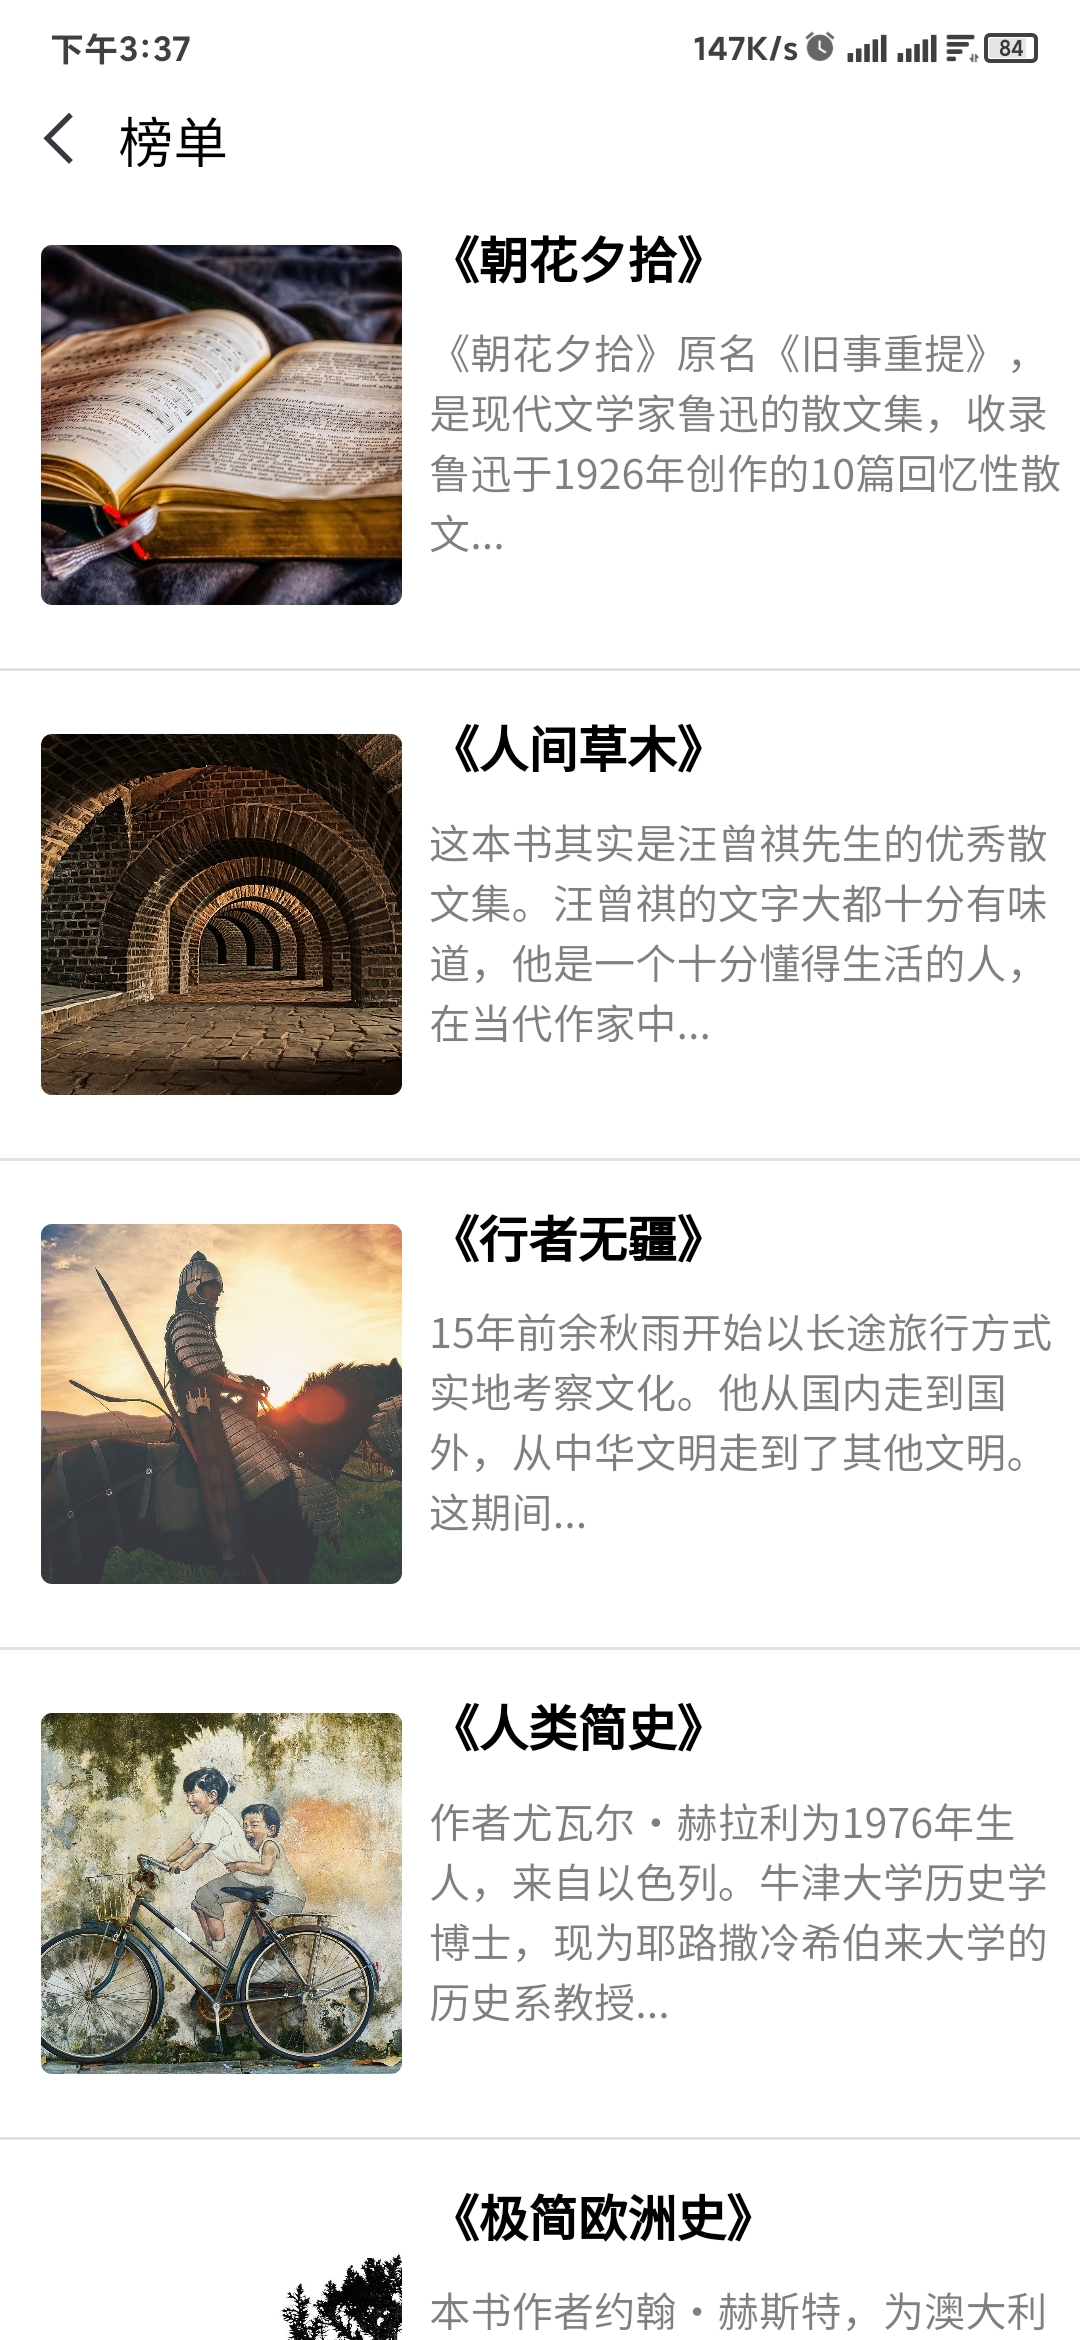 下午3:37
147K/s
84
榜单
《朝花夕拾》
《朝花夕拾》原名《旧事重提》，
是现代文学家鲁迅的散文集，收录
鲁迅于1926年创作的10篇回忆性散
文...
《人间草木》
这本书其实是汪曾祺先生的优秀散
文集。汪曾祺的文字大都十分有味
道，他是一个十分懂得生活的人，
在当代作家中...
《行者无疆》
15年前余秋雨开始以长途旅行方式
实地考察文化。他从国内走到国
外，从中华文明走到了其他文明。
这期间...
《人类简史》
作者尤瓦尔·赫拉利为1976年生
人，来自以色列。牛津大学历史学
博士，现为耶路撒冷希伯来大学的
历史系教授...
《极简欧洲史》
本书作者约翰·赫斯特，为澳大利